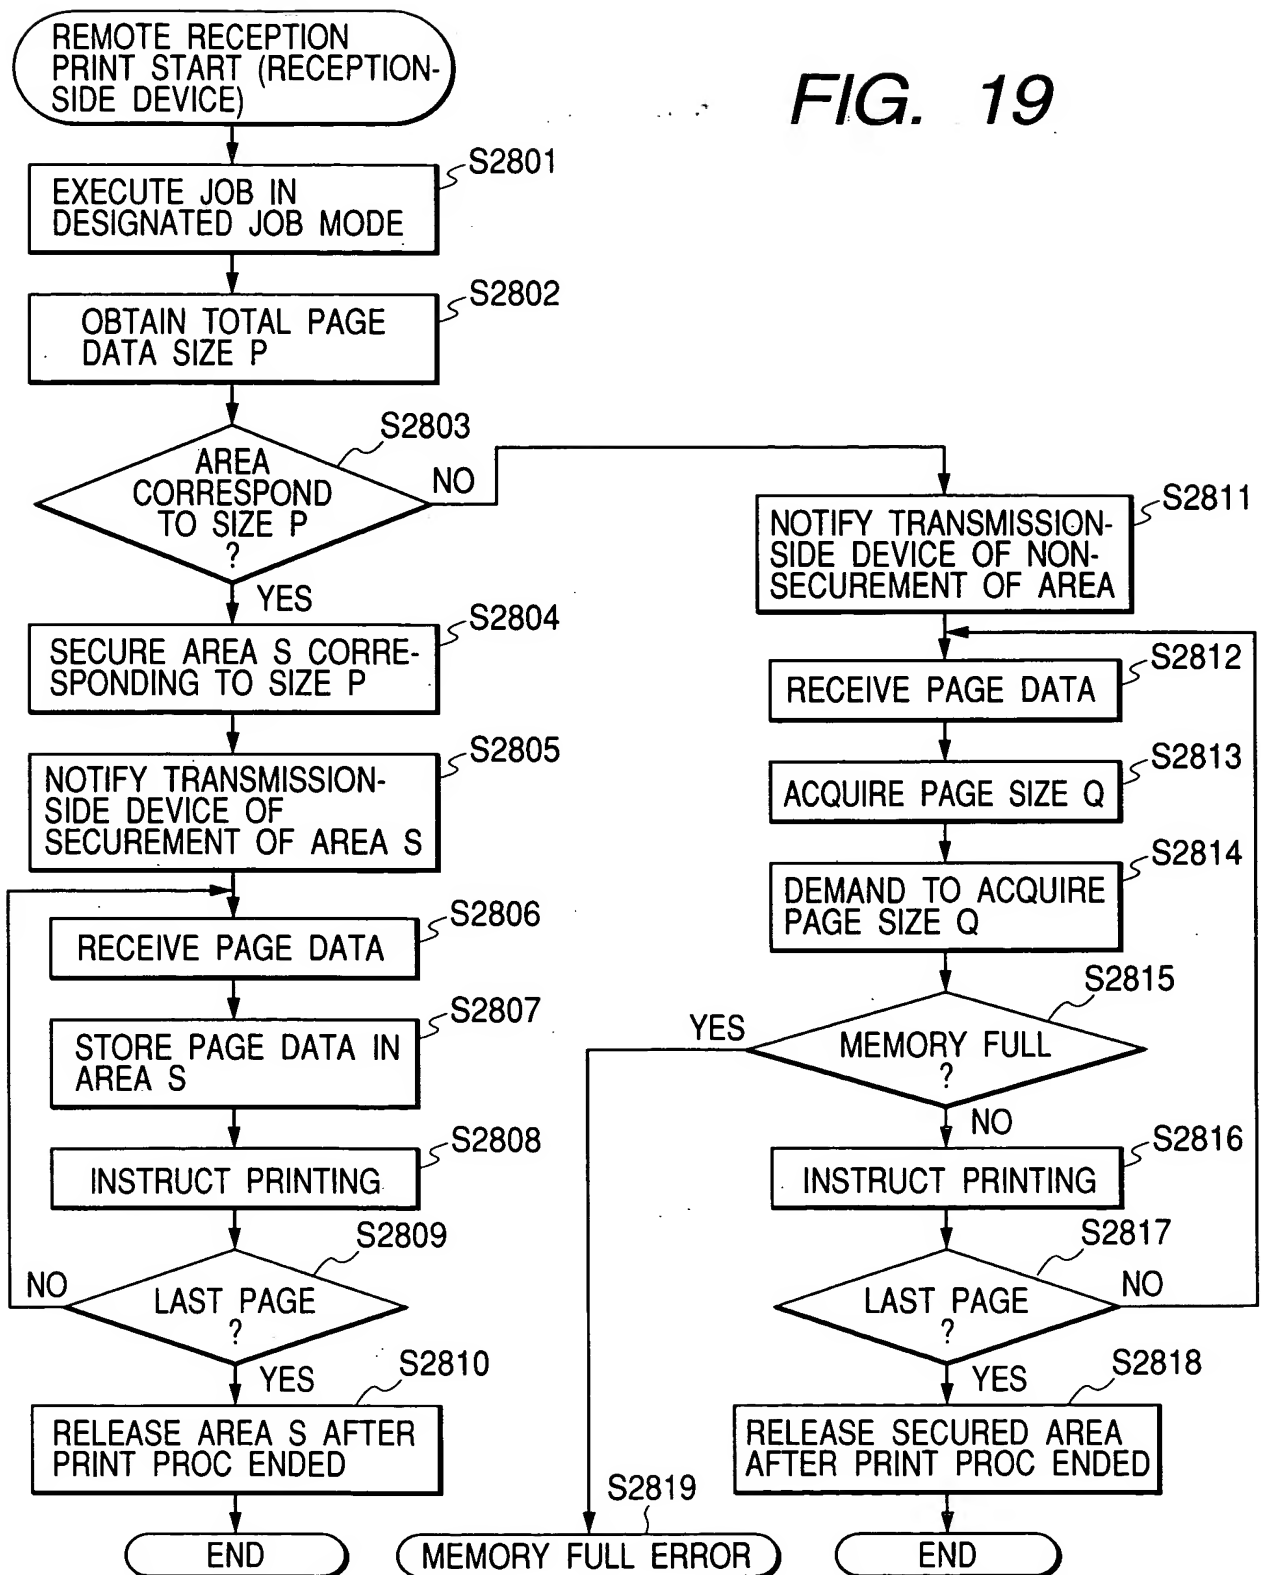 FIG. 19
REMOTE RECEPTION
PRINT START (RECEPTION-
SIDE DEVICE)
S2801
EXECUTE JOB IN
DESIGNATED JOB MODE
S2802
OBTAIN TOTAL PAGE
DATA SIZE P
S2803
AREA
CORRESPOND
TO SIZE P
?
NO
YES
S2804
SECURE AREA S CORRE-
SPONDING TO SIZE P
S2805
NOTIFY TRANSMISSION-
SIDE DEVICE OF
SECUREMENT OF AREA S
S2806
RECEIVE PAGE DATA
S2807
STORE PAGE DATA IN
AREA S
S2808
INSTRUCT PRINTING
S2809
LAST PAGE
?
NO
YES
S2810
RELEASE AREA S AFTER
PRINT PROC ENDED
END
S2811
NOTIFY TRANSMISSION-
SIDE DEVICE OF NON-
SECUREMENT OF AREA
S2812
RECEIVE PAGE DATA
S2813
ACQUIRE PAGE SIZE Q
S2814
DEMAND TO ACQUIRE
PAGE SIZE Q
S2815
MEMORY FULL
?
YES
NO
S2816
INSTRUCT PRINTING
S2817
LAST PAGE
?
NO
YES
S2818
RELEASE SECURED AREA
AFTER PRINT PROC ENDED
END
S2819
MEMORY FULL ERROR